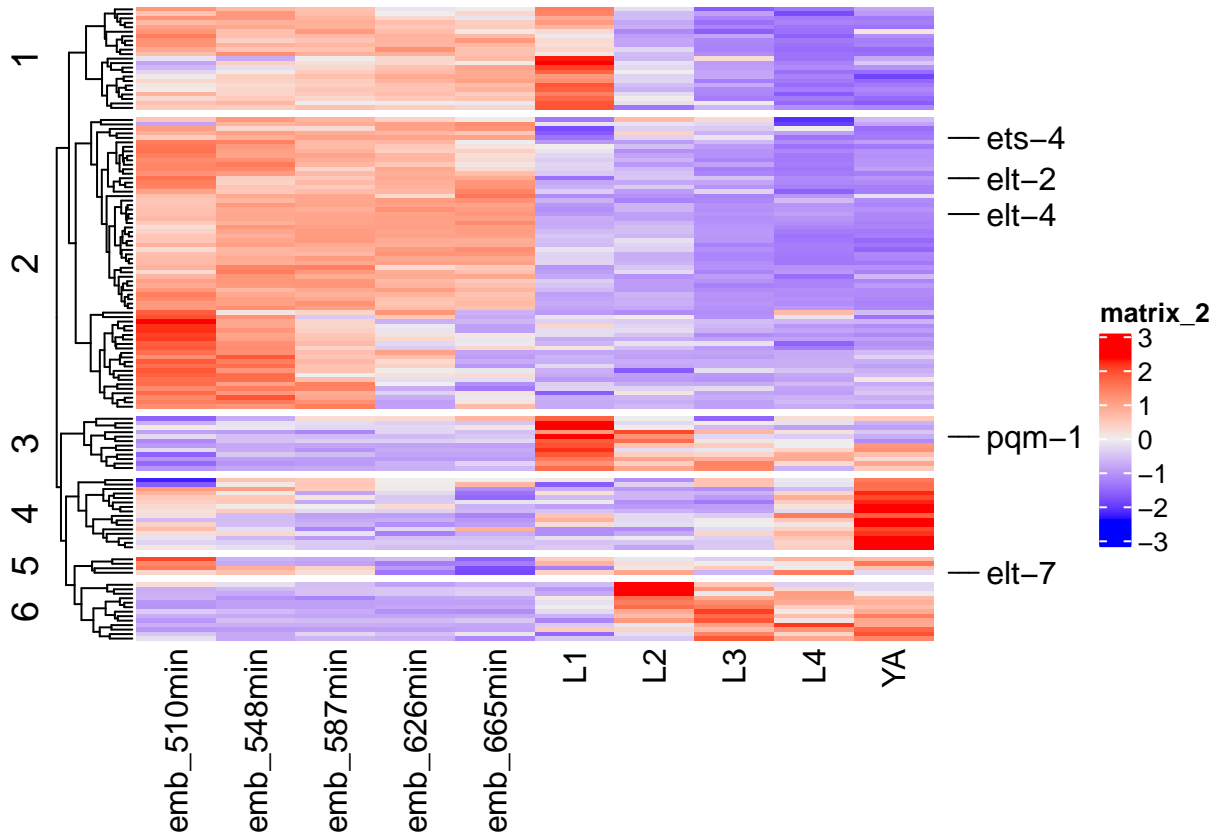 1
2
3
4
5
6
ets−4
elt−2
elt−4
pqm−1
elt−7
matrix_2
3
2
1
0
−1
−2
−3
emb_510min
emb_548min
emb_587min
emb_626min
emb_665min
L1
L2
L3
L4
YA